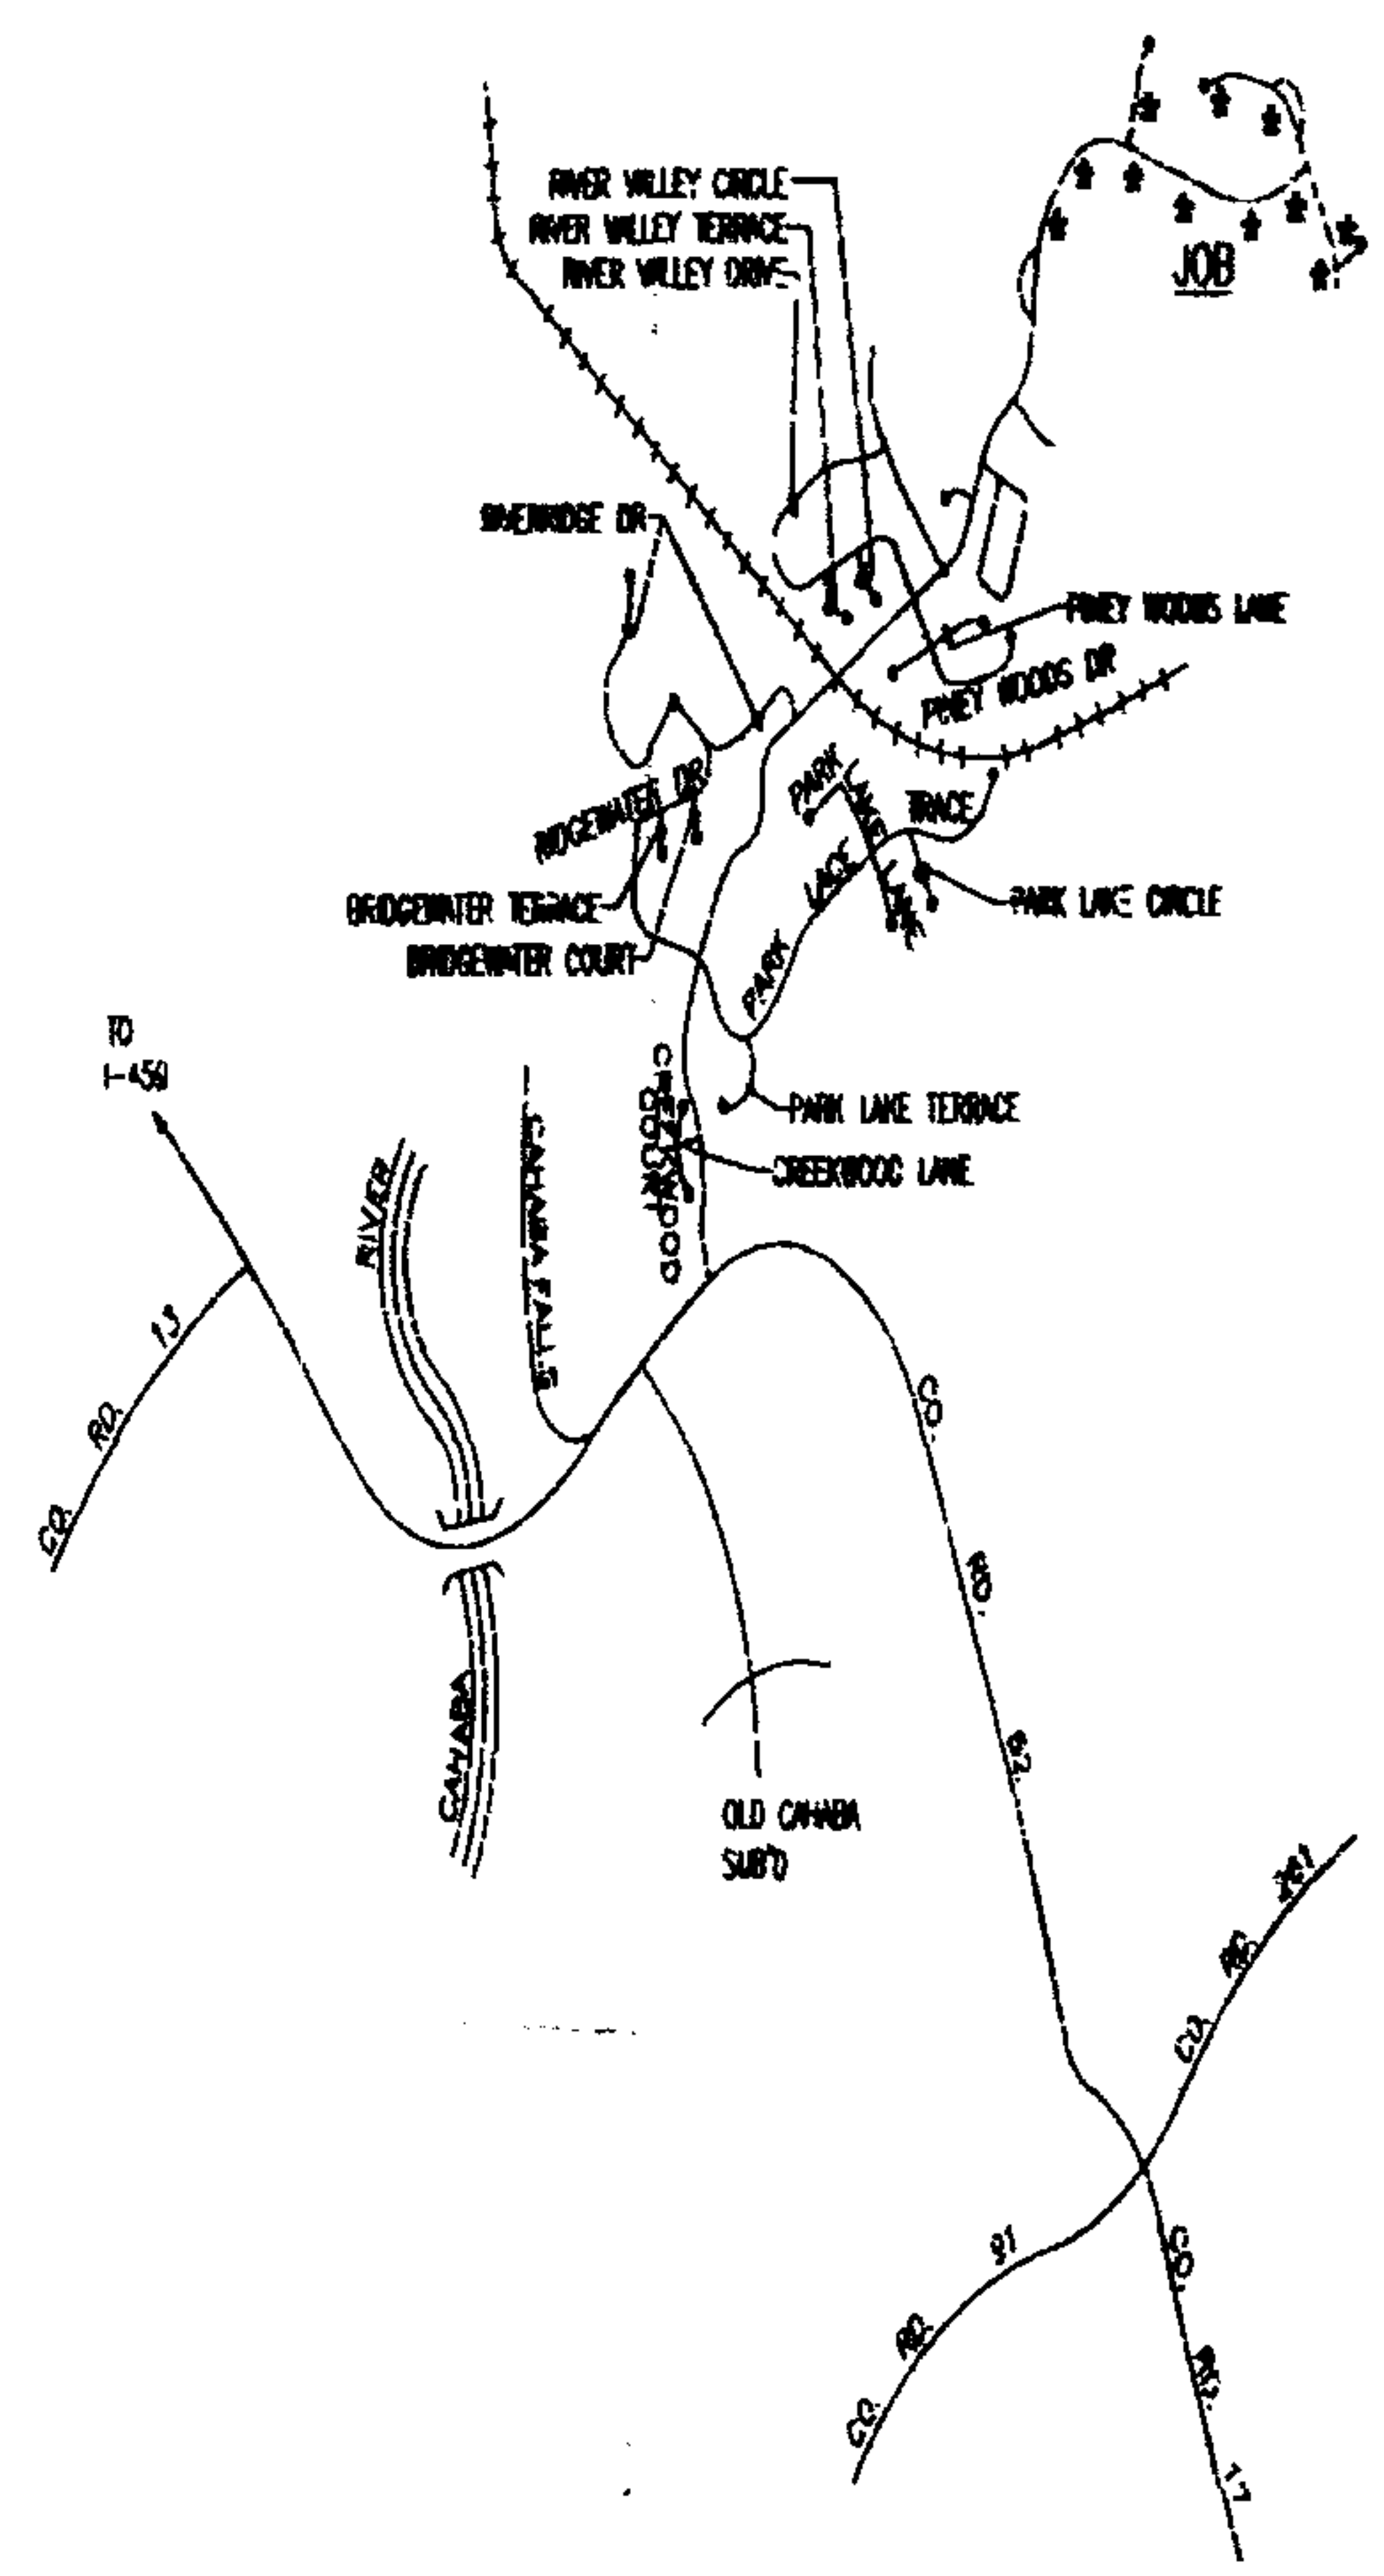 RIVER VALLEY CIRCLE
RIVER VALLEY TERRACE
RIVER VALLEY DRIVE
JOB
DR
PINEY WOODS LANE
PINEY WOODS DR
PARK LAKE
TRACE
PARK LAKE
LANE
RIDGEWATER DR
BRIDGEWATER TERRACE
BRIDGEWATER COURT
PARK LAKE CIRCLE
TO
I-459
CREEKWOOD
COURT
PARK LAKE TERRACE
CREEKWOOD LANE
RIVER
CAHABA FALLS
CO. RD. 13
CO. RD. 52
CAHABA
OLD CAHABA
SUB'D
CO. RD. 261
CO. RD. 91
CO. RD. 17